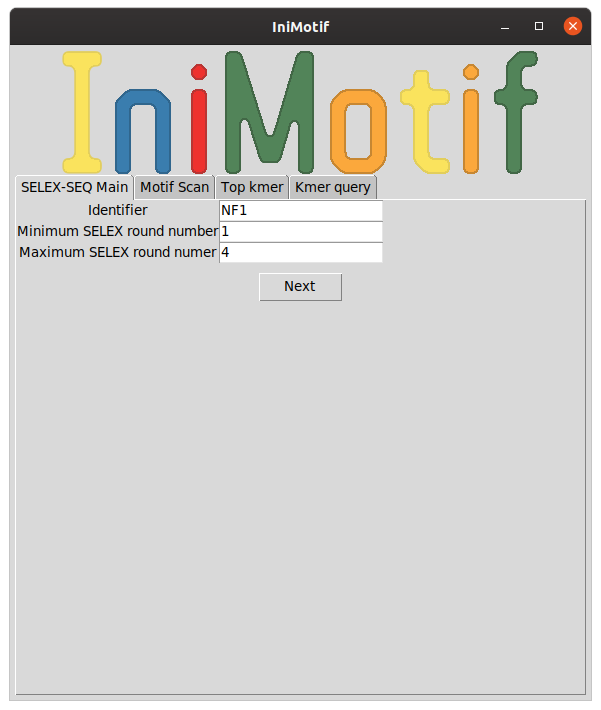 IniMotif
IniMotif
SELEX-SEQ Main Motif Scan Top kmer Kmer query
Identifier NF1
Minimum SELEX round number 1
Maximum SELEX round numer 4
Next